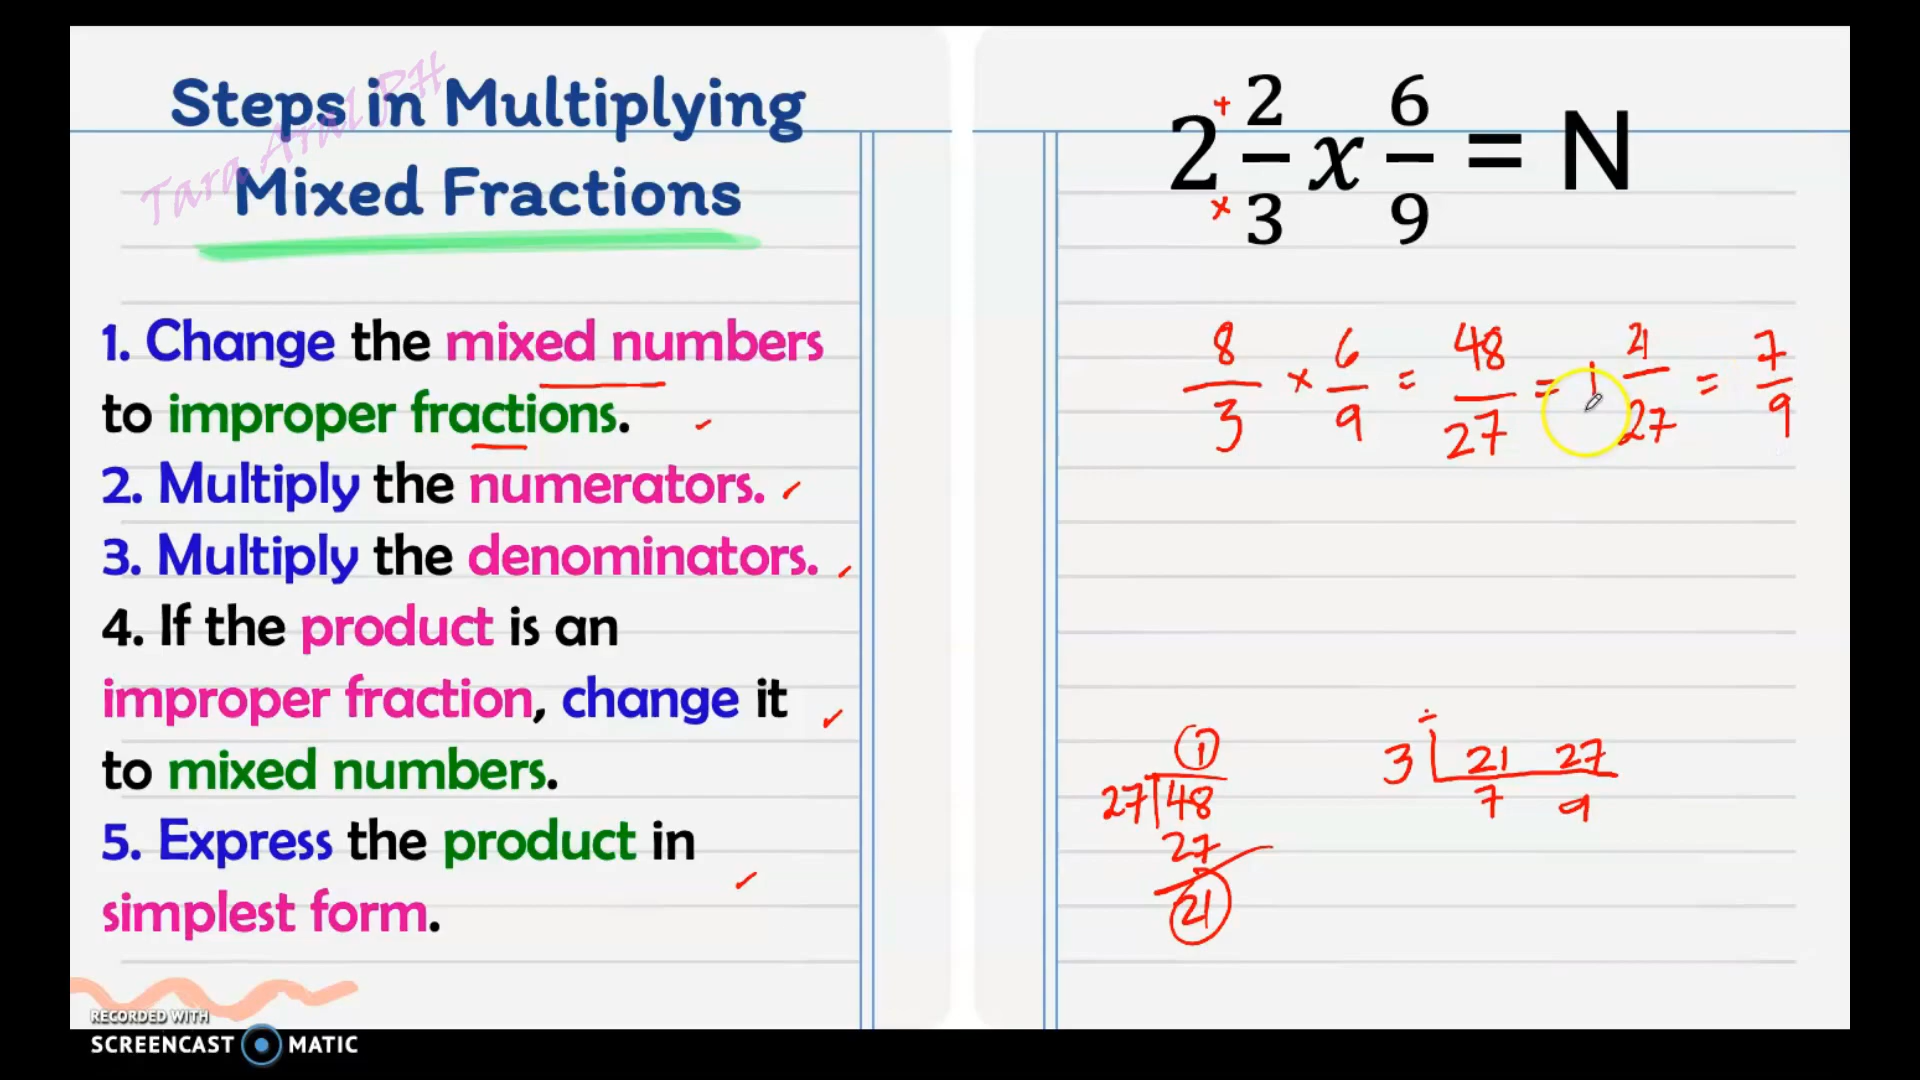 Steps in Multiplying
Mixed Fractions
Tara Aral PH
1. Change the mixed numbers
to improper fractions.
2. Multiply the numerators.
3. Multiply the denominators.
4. If the product is an
improper fraction, change it
to mixed numbers.
5. Express the product in
simplest form.
RECORDED WITH
SCREENCAST MATIC
2 2/3 x 6/9 = N
+
×
8/3 × 6/9 = 48/27 = 1 21/27 = 7/9
1
27 48
27
21
÷
3 21 27
7 9